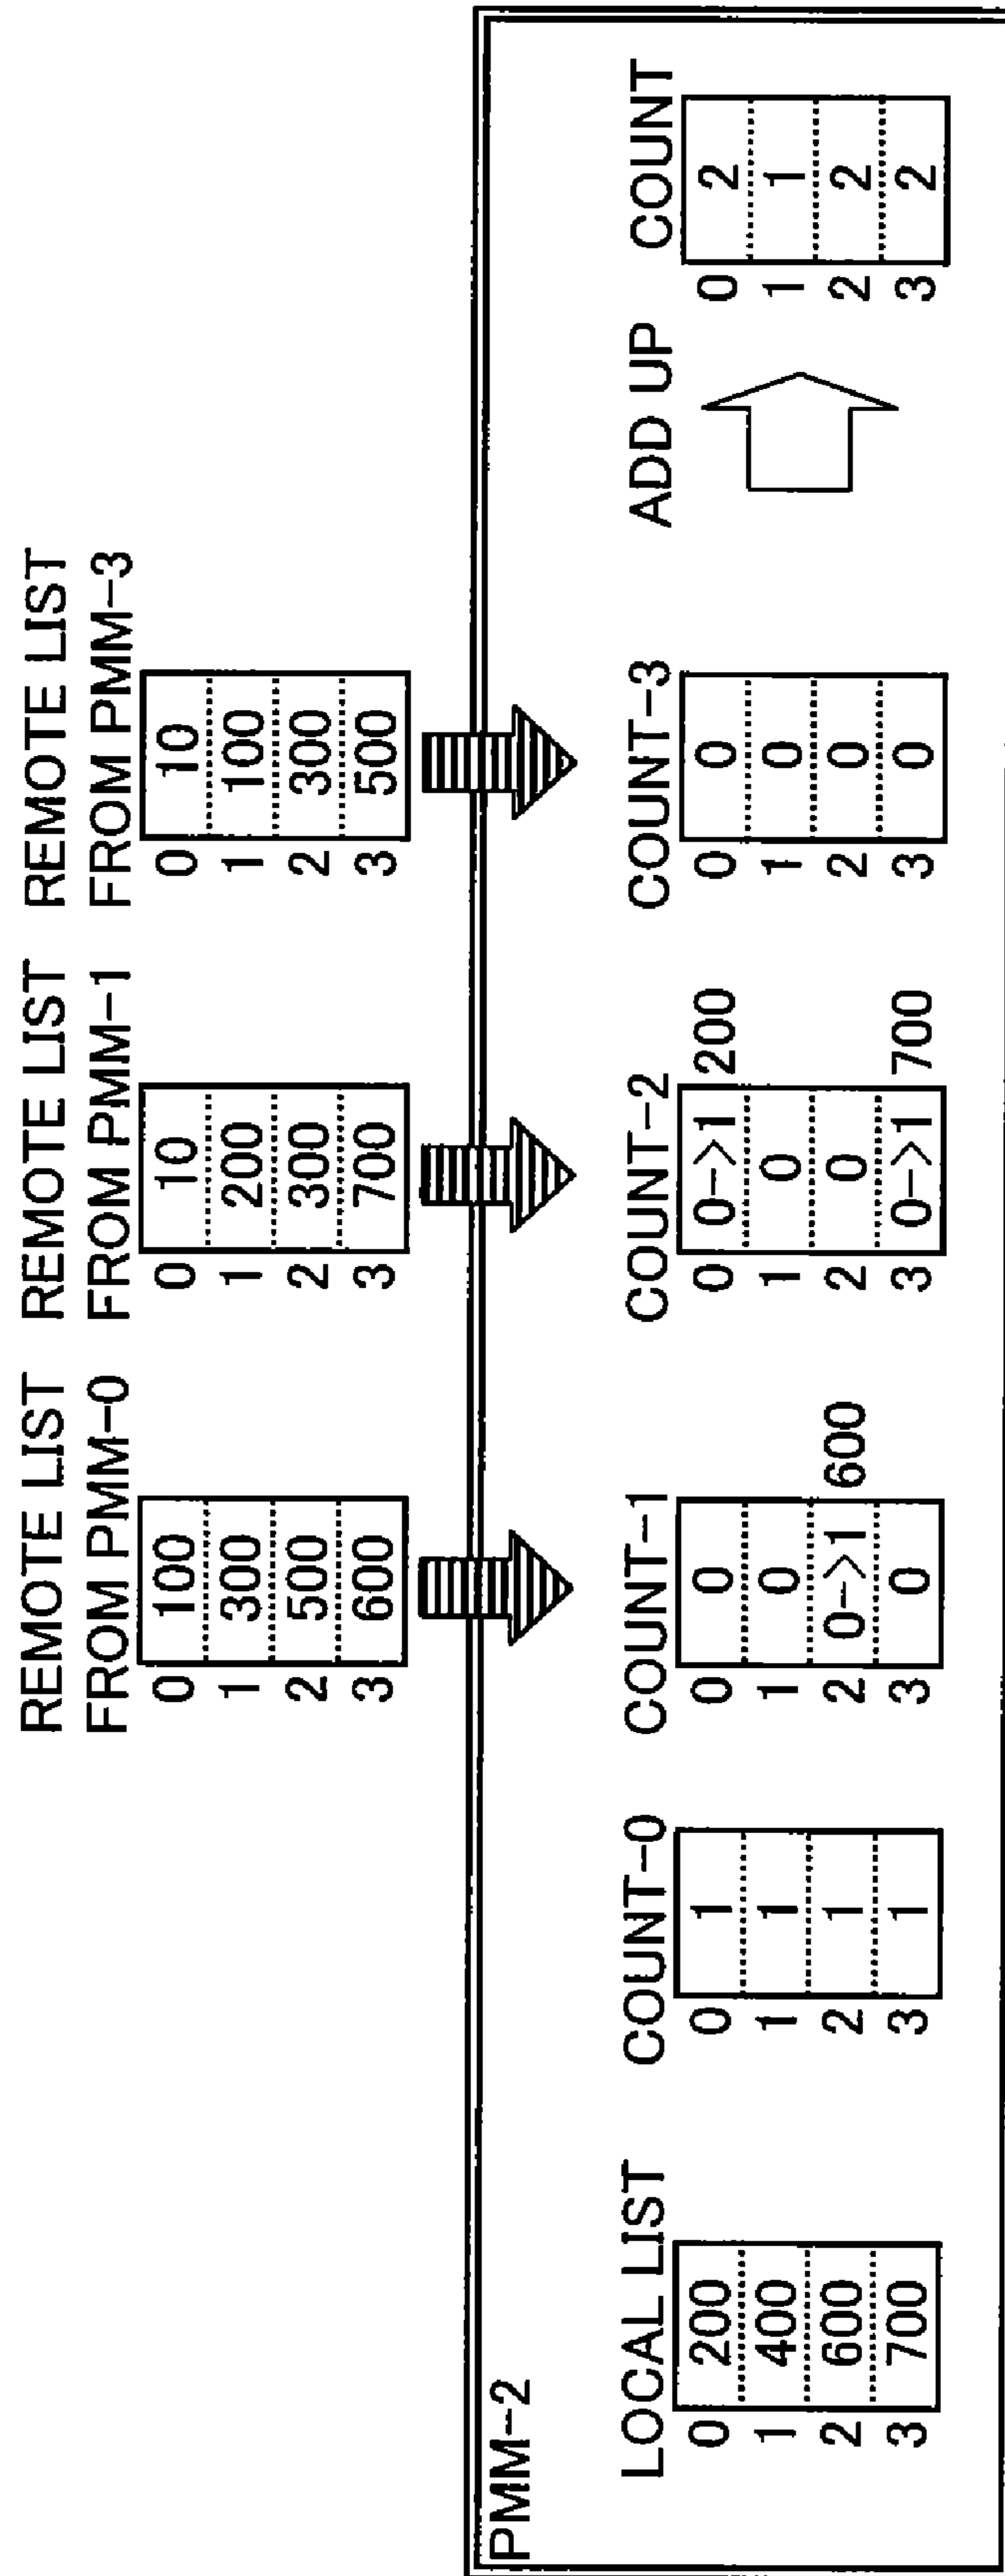 REMOTE LIST REMOTE LIST REMOTE LIST
FROM PMM-0 FROM PMM-1 FROM PMM-3
0 100 0 10 0 10
1 300 1 200 1 100
2 500 2 300 2 300
3 600 3 700 3 500
PMM-2
LOCAL LIST COUNT-0 COUNT-1 COUNT-2 COUNT-3 ADD UP COUNT
0 200 0 1 0 0 0 0->1 200 0 0 0 2
1 400 1 1 1 0 1 0 1 0 1 1
2 600 2 1 2 0->1 600 2 0 2 0 2 2
3 700 3 1 3 0 3 0->1 700 3 0 3 2